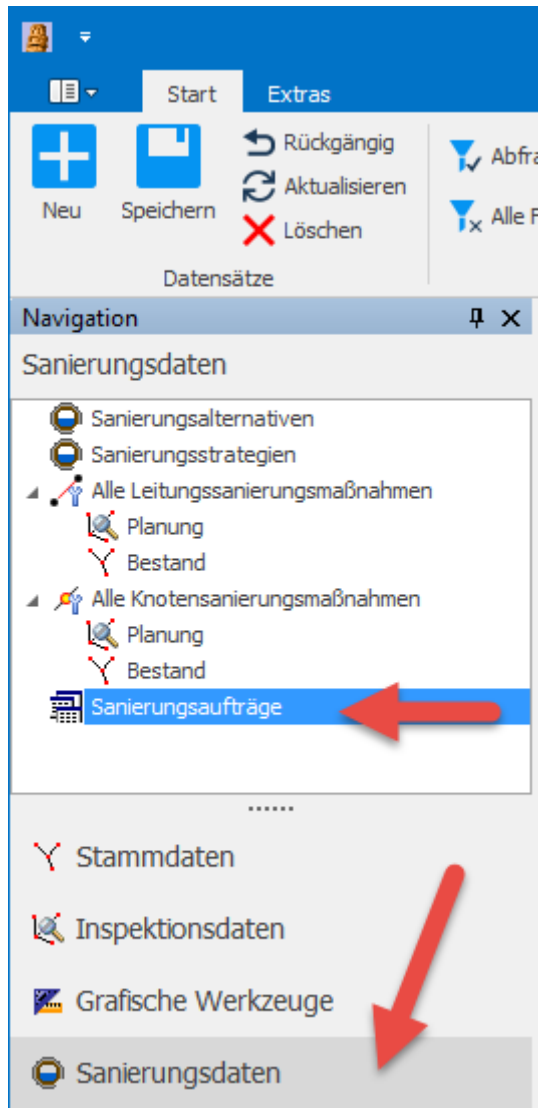 Start Extras
Neu Speichern
Rückgängig
Aktualisieren
Löschen
Alle
Datensätze
Navigation
Sanierungsdaten
Sanierungsalternativen
Sanierungsstrategien
Alle Leitungssanierungsmaßnahmen
Planung
Bestand
Alle Knotensanierungsmaßnahmen
Planung
Bestand
Sanierungsaufträge
Stammdaten
Inspektionsdaten
Grafische Werkzeuge
Sanierungsdaten